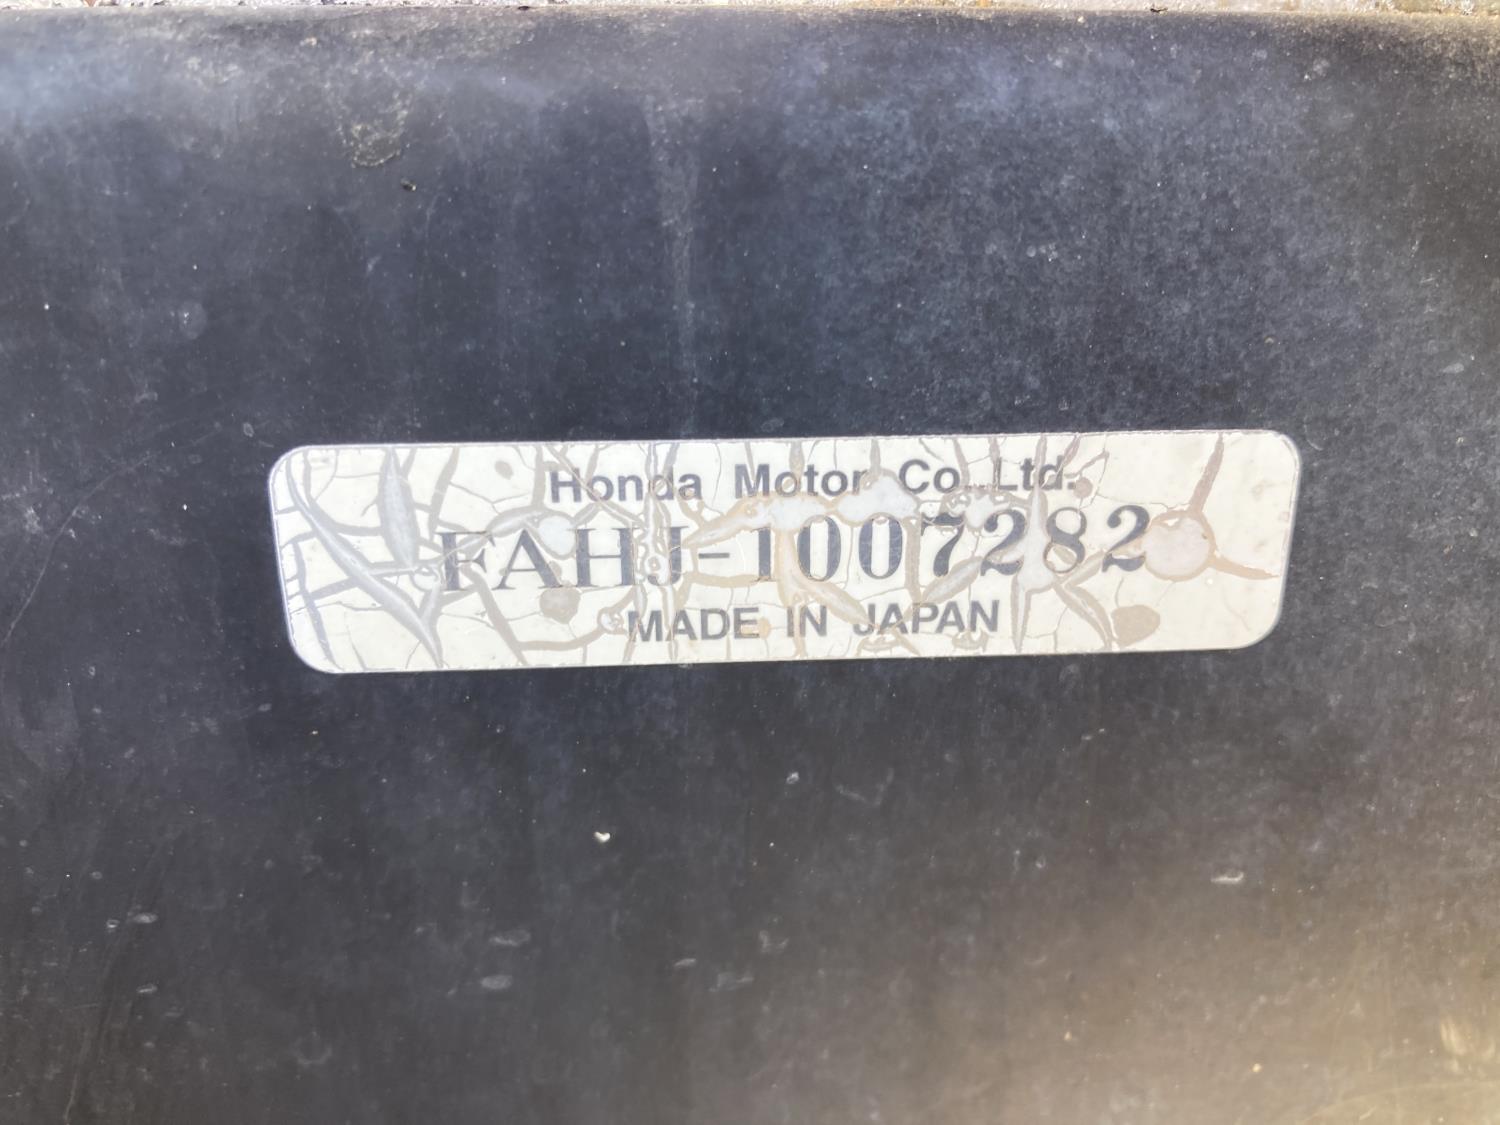 Honda Motor Co., Ltd.
FAHJ-1007282
MADE IN JAPAN